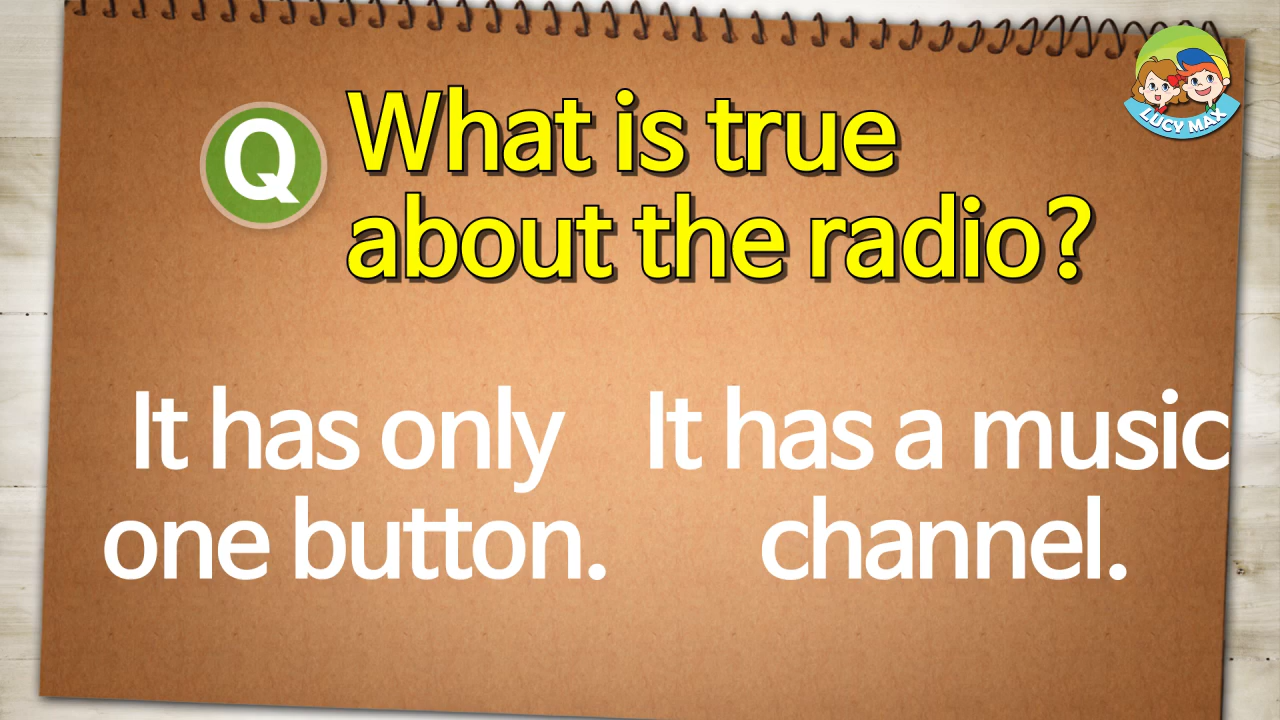 Q
What is true
about the radio?
It has only
one button.
It has a music
channel.
LUCY MAX